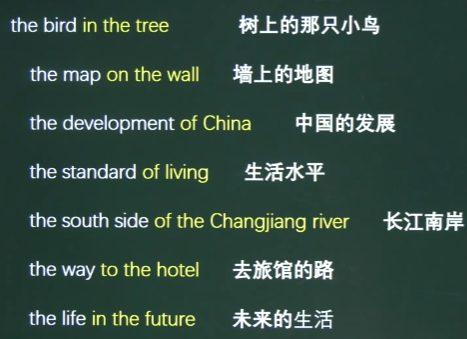 the bird in the tree 树上的那只小鸟
the map on the wall 墙上的地图
the development of China 中国的发展
the standard of living 生活水平
the south side of the Changjiang river 长江南岸
the way to the hotel 去旅馆的路
the life in the future 未来的生活